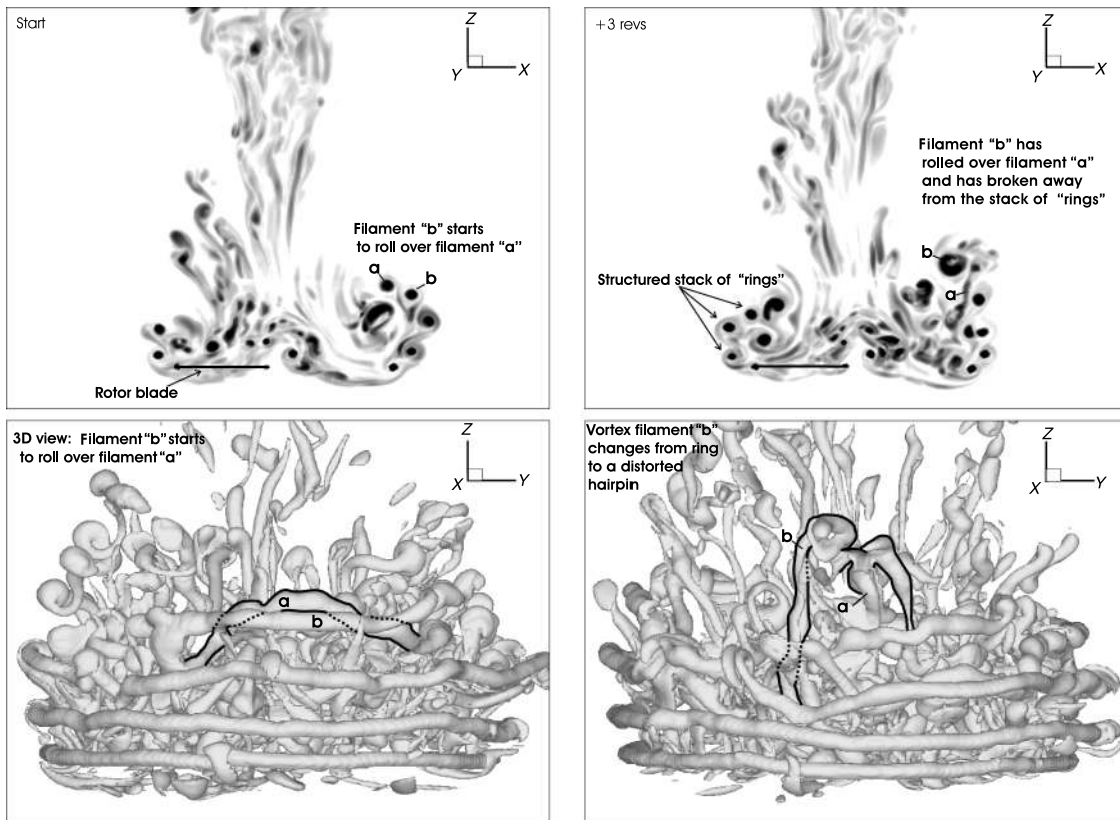 Start
Z
Y
X
Filament "b" starts
to roll over filament "a"
a
b
Rotor blade
+3 revs
Z
Y
X
Filament "b" has
rolled over filament "a"
and has broken away
from the stack of "rings"
b
a
Structured stack of "rings"
3D view: Filament "b" starts
to roll over filament "a"
Z
X
Y
a
b
Vortex filament "b"
changes from ring
to a distorted
hairpin
Z
X
Y
b
a